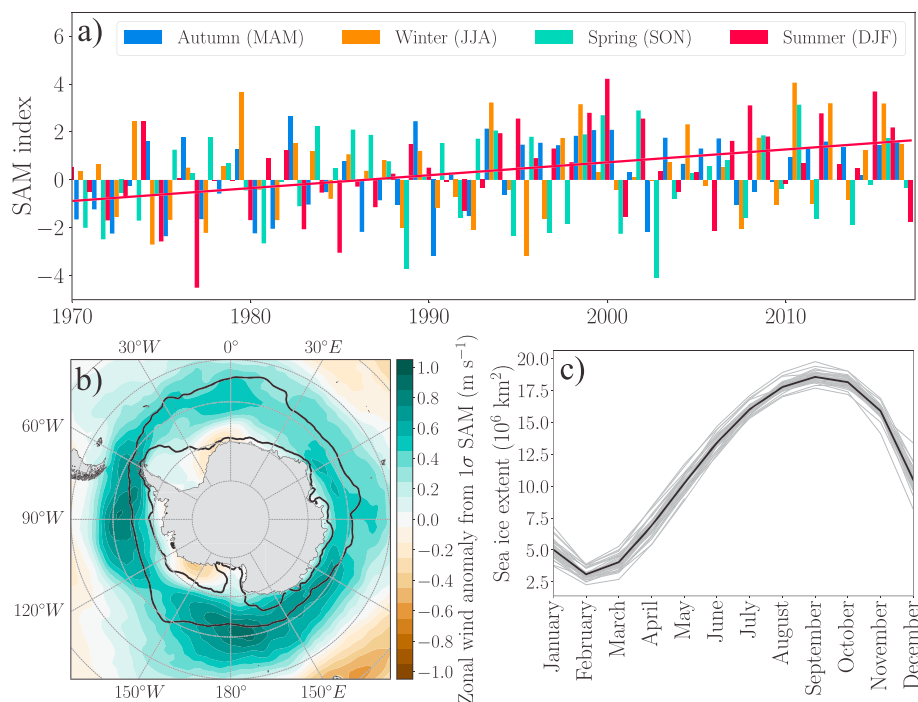 a)
Autumn (MAM) Winter (JJA) Spring (SON) Summer (DJF)
SAM index
6
4
2
0
−2
−4
1970 1980 1990 2000 2010
b)
30°W 0° 30°E
60°W
90°W
120°W
150°W 180° 150°E
1.0
0.8
0.6
0.4
0.2
0.0
−0.2
−0.4
−0.6
−0.8
−1.0
Zonal wind anomaly from 1σ SAM (m s⁻¹)
c)
Sea ice extent (10⁶ km²)
20.0
17.5
15.0
12.5
10.0
7.5
5.0
2.5
January
February
March
April
May
June
July
August
September
October
November
December